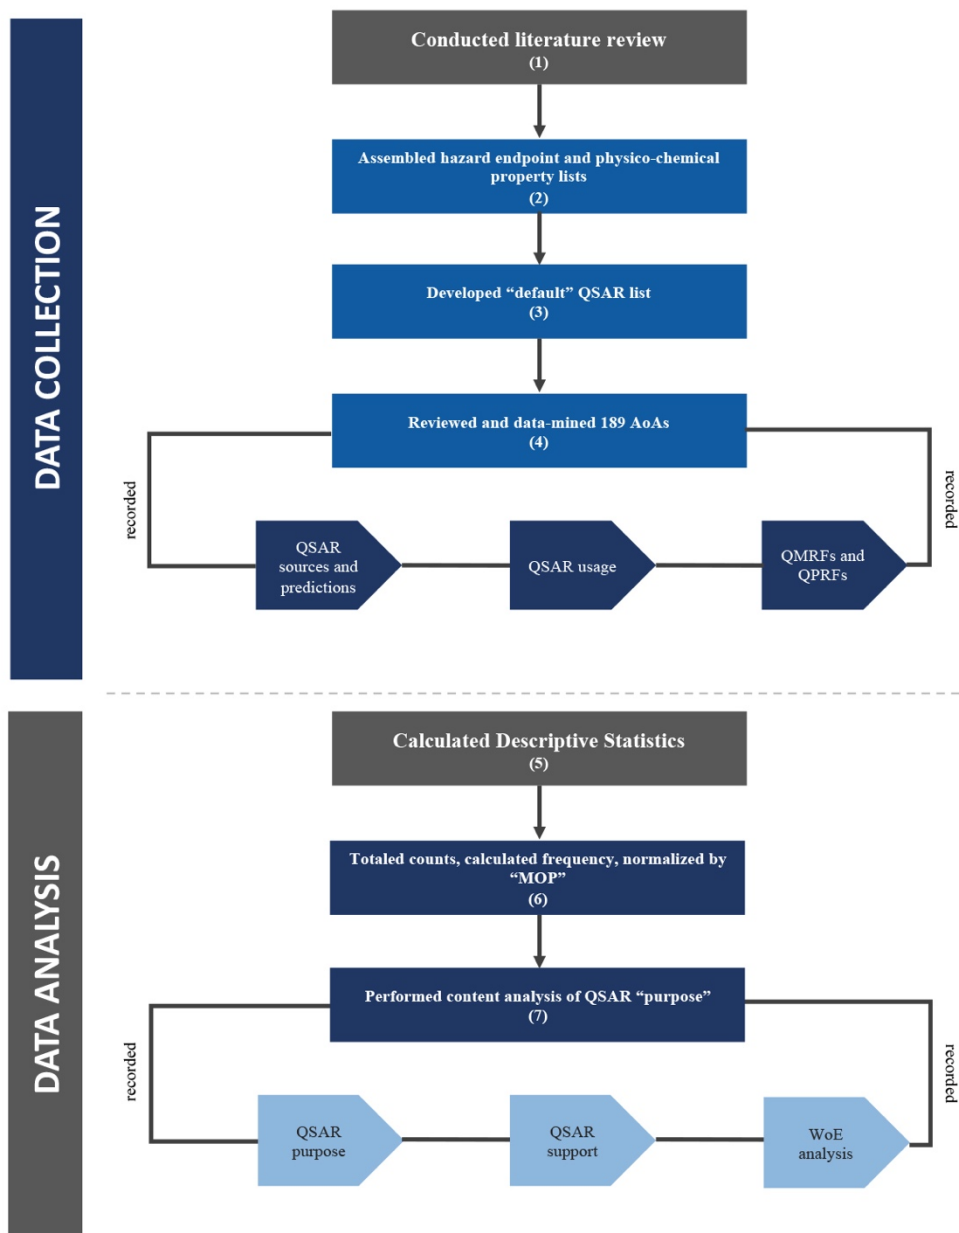 DATA COLLECTION
Conducted literature review
(1)
Assembled hazard endpoint and physico-chemical
property lists
(2)
Developed “default” QSAR list
(3)
Reviewed and data-mined 189 AoAs
(4)
recorded
recorded
QSAR
sources and
predictions
QSAR usage
QMRFs and
QPRFs
DATA ANALYSIS
Calculated Descriptive Statistics
(5)
Totaled counts, calculated frequency, normalized by
“MOP”
(6)
Performed content analysis of QSAR “purpose”
(7)
recorded
recorded
QSAR
purpose
QSAR
support
WoE
analysis